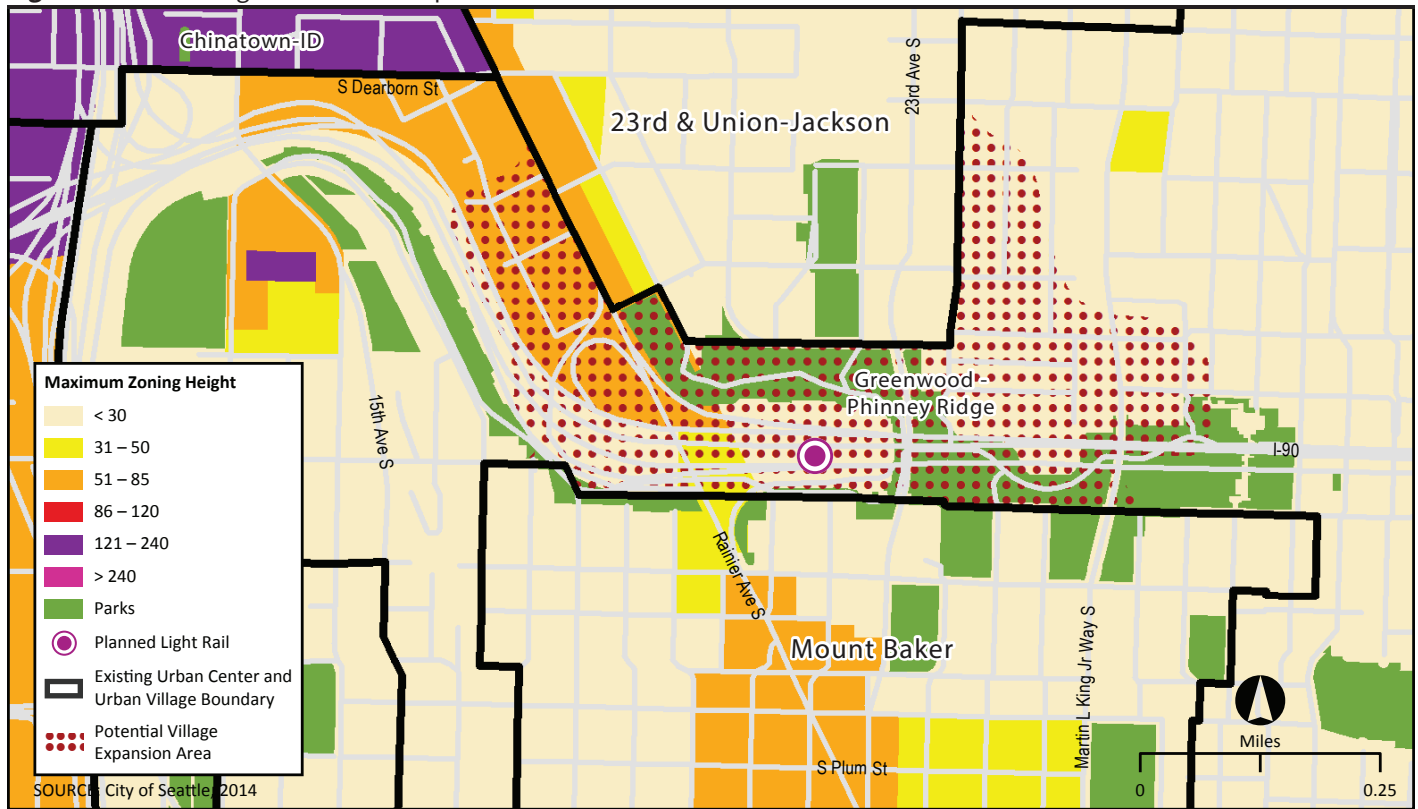 Chinatown-ID
S Dearborn St
23rd & Union-Jackson
23rd Ave S
Greenwood -
Phinney Ridge
I-90
15th Ave S
Rainier Ave S
Mount Baker
Martin L King Jr Way S
S Plum St
Maximum Zoning Height
< 30
31 – 50
51 – 85
86 – 120
121 – 240
> 240
Parks
Planned Light Rail
Existing Urban Center and
Urban Village Boundary
Potential Village
Expansion Area
SOURCE: City of Seattle, 2014
Miles
0 0.25